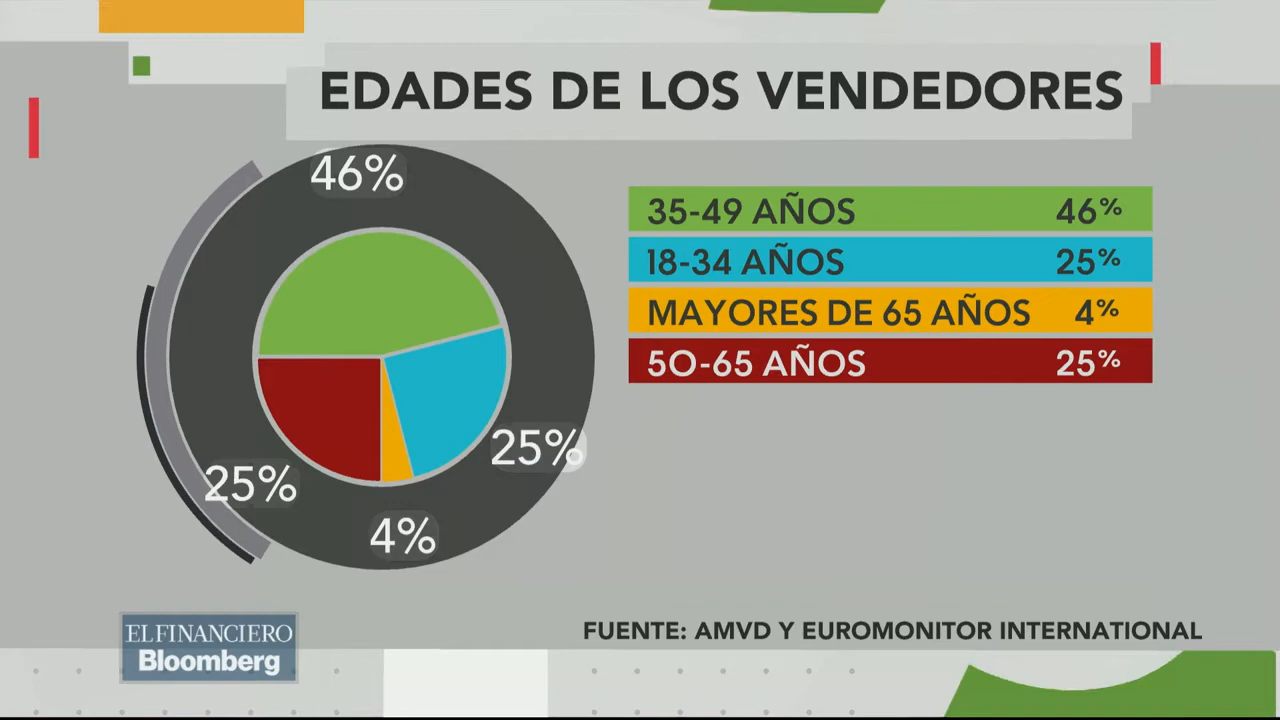 EDADES DE LOS VENDEDORES
46%
25%
4%
25%
35-49 AÑOS 46%
18-34 AÑOS 25%
MAYORES DE 65 AÑOS 4%
50-65 AÑOS 25%
FUENTE: AMVD Y EUROMONITOR INTERNATIONAL
EL FINANCIERO
Bloomberg